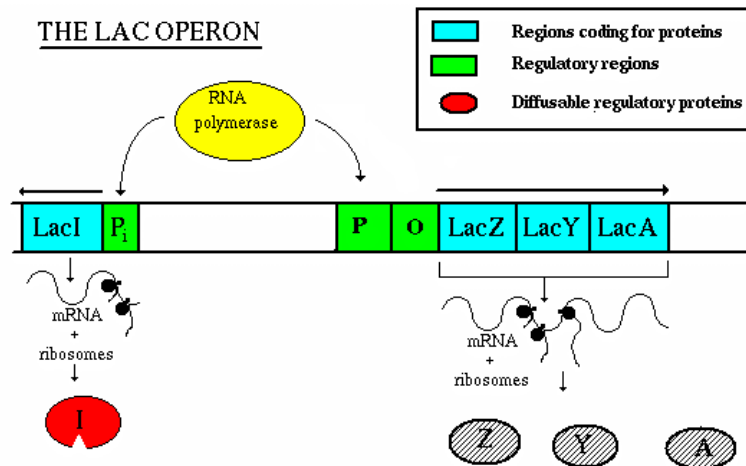 THE LAC OPERON
Regions coding for proteins
Regulatory regions
Diffusable regulatory proteins
RNA
polymerase
LacI
Pi
P
O
LacZ
LacY
LacA
mRNA
+
ribosomes
mRNA
+
ribosomes
I
Z
Y
A